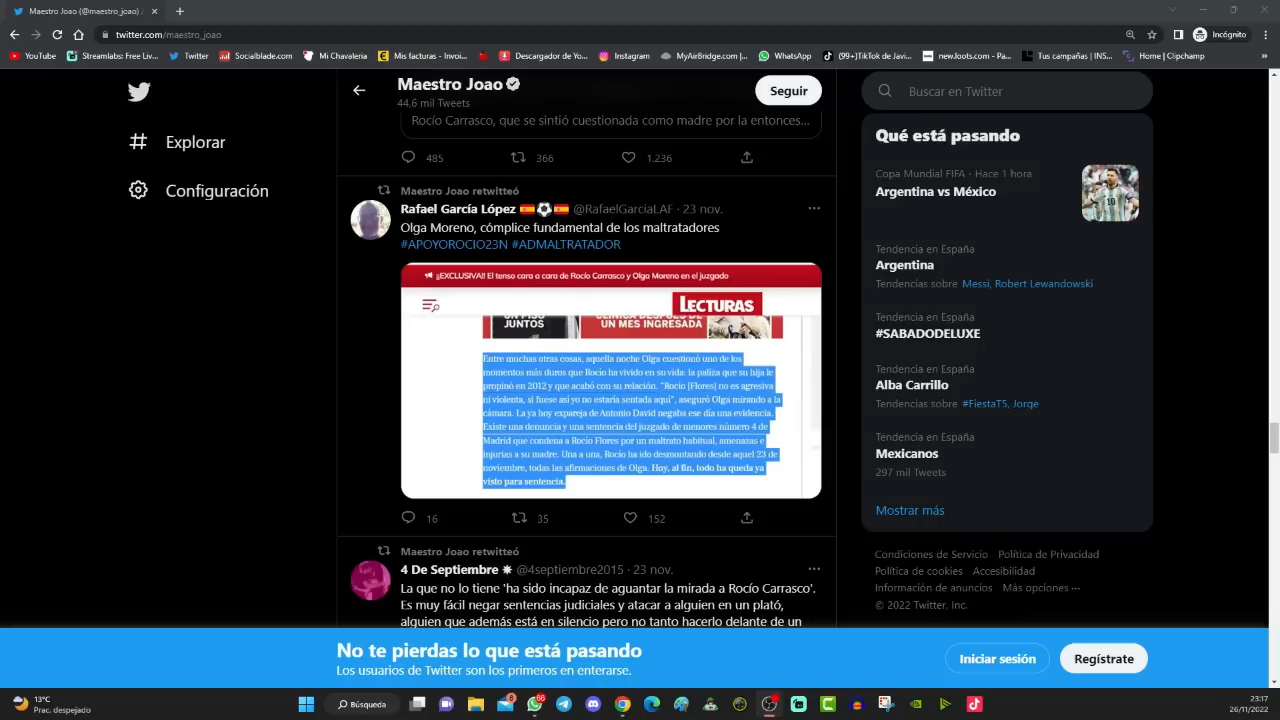 Maestro Joao (@maestro_joao) /
twitter.com/maestro_joao
Incógnito
YouTube
Streamlabs: Free Liv...
Twitter
Socialblade.com
Mi Chavaleria
Mis facturas - Invoi...
Descargador de Yo...
Instagram
MyAirBridge.com |...
WhatsApp
(99+)TikTok de Javi...
new.loots.com - Pa...
Tus campañas | INS...
Home | Clipchamp
»
Explorar
Configuración
Maestro Joao
44,6 mil Tweets
Seguir
Rocío Carrasco, que se sintió cuestionada como madre por la entonces...
485 366 1.236
Maestro Joao retwitteó
Rafael García López @RafaelGarciaLAF · 23 nov.
Olga Moreno, cómplice fundamental de los maltratadores
#APOYOROCIO23N #ADMALTRATADOR
¡¡EXCLUSIVA!! El tenso cara a cara de Rocío Carrasco y Olga Moreno en el juzgado
LECTURAS
JUNTOS
UN MES INGRESADA
Entre muchas otras cosas, aquella noche Olga cuestionó uno de los
momentos más duros que Rocío ha vivido en su vida: la paliza que su hija le
propinó en 2012 y que acabó con su relación. "Rocío [Flores] no es agresiva
ni violenta, si fuese así yo no estaría sentada aquí", aseguró Olga mirando a la
cámara. La ya hoy expareja de Antonio David negaba ese día una evidencia.
Existe una denuncia y una sentencia del juzgado de menores número 4 de
Madrid que condena a Rocío Flores por un maltrato habitual, amenazas e
injurias a su madre. Una a una, Rocío ha ido desmontando desde aquel 23 de
noviembre, todas las afirmaciones de Olga. Hoy, al fin, todo ha queda ya
visto para sentencia.
16 35 152
Maestro Joao retwitteó
4 De Septiembre @4septiembre2015 · 23 nov.
La que no lo tiene 'ha sido incapaz de aguantar la mirada a Rocío Carrasco'.
Es muy fácil negar sentencias judiciales y atacar a alguien en un plató,
alguien que además está en silencio pero no tanto hacerlo delante de un
Buscar en Twitter
Qué está pasando
Copa Mundial FIFA · Hace 1 hora
Argentina vs México
Tendencia en España
Argentina
Tendencias sobre Messi, Robert Lewandowski
Tendencia en España
#SABADODELUXE
Tendencia en España
Alba Carrillo
Tendencias sobre #FiestaT5, Jorge
Tendencia en España
Mexicanos
297 mil Tweets
Mostrar más
Condiciones de Servicio Política de Privacidad
Política de cookies Accesibilidad
Información de anuncios Más opciones ···
© 2022 Twitter, Inc.
No te pierdas lo que está pasando
Los usuarios de Twitter son los primeros en enterarse.
Iniciar sesión
Regístrate
13°C
Prac. despejado
Búsqueda
8
66
23:17
26/11/2022